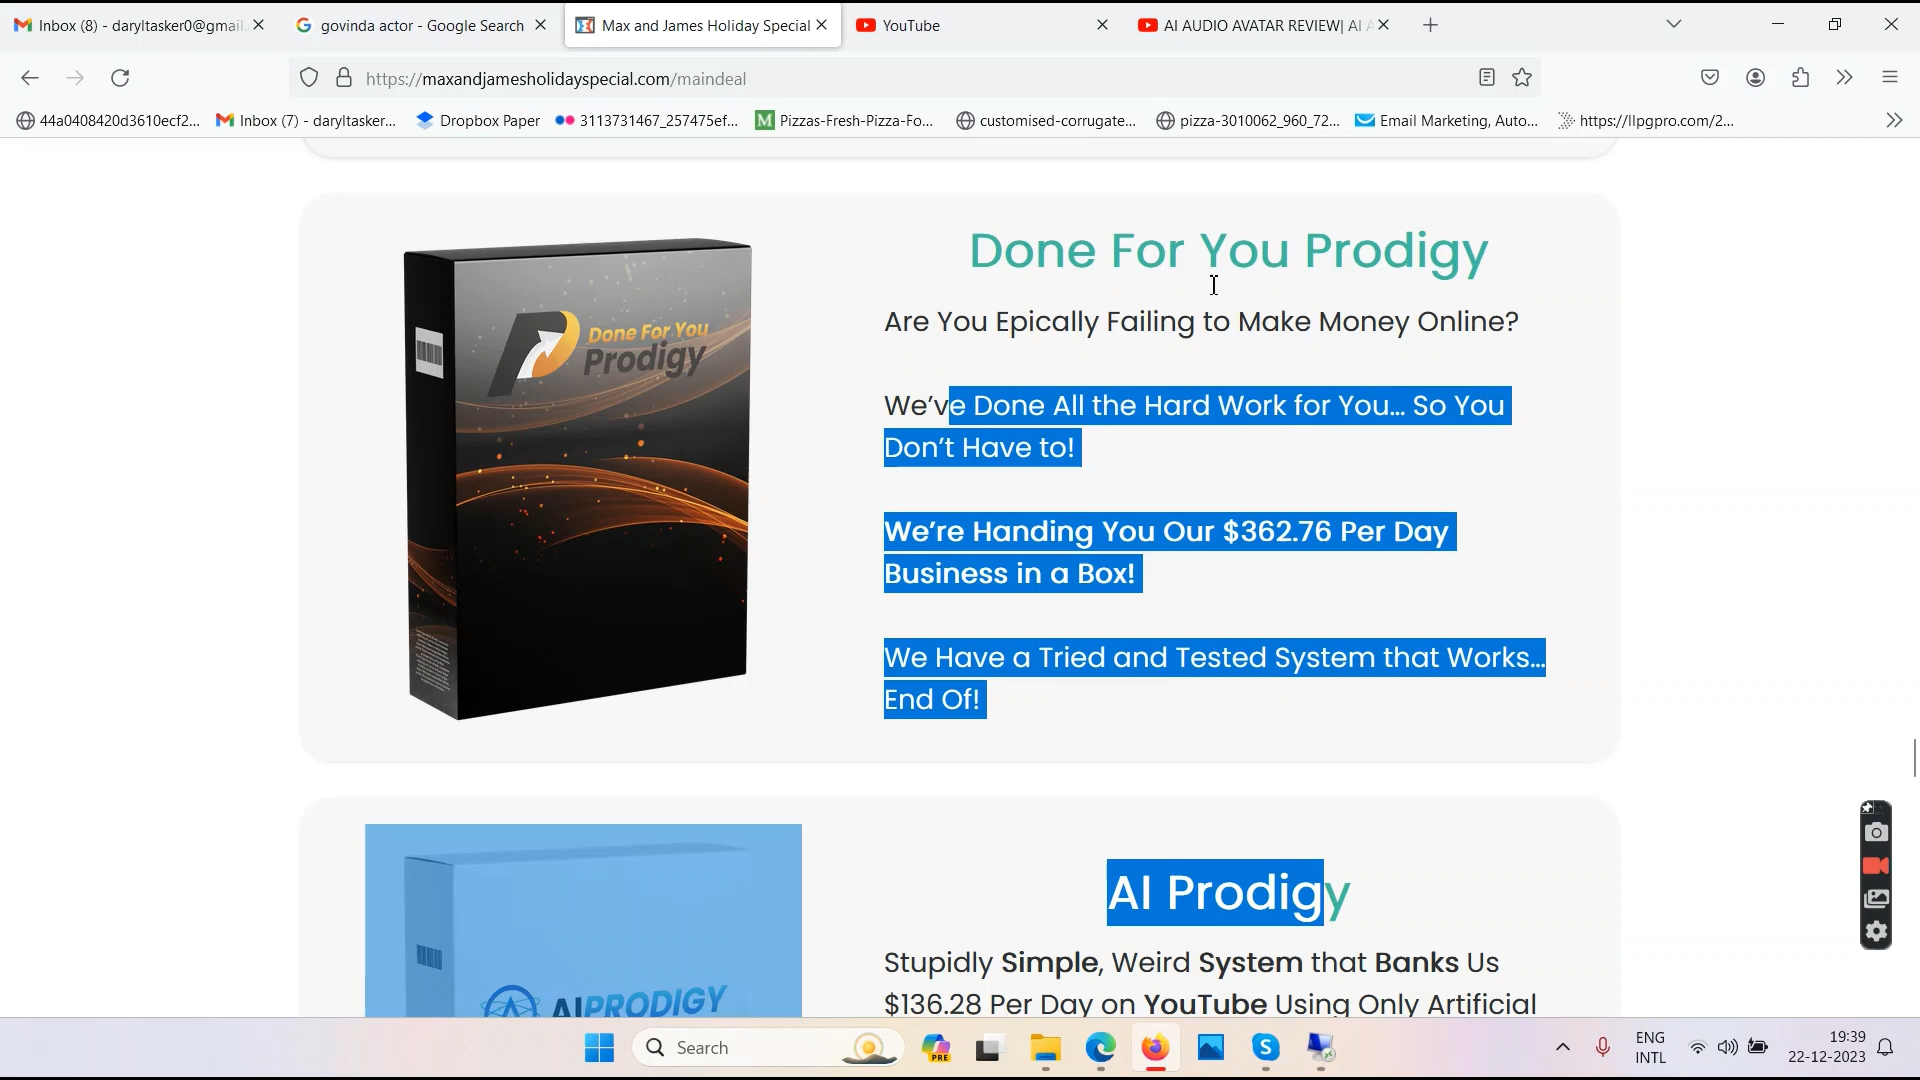 Inbox (8) - daryltasker0@gmail.
govinda actor - Google Search
Max and James Holiday Special
YouTube
AI AUDIO AVATAR REVIEW| AI A
https://maxandjamesholidayspecial.com/maindeal
44a0408420d3610ecf2...
Inbox (7) - daryltasker...
Dropbox Paper
3113731467_257475ef...
Pizzas-Fresh-Pizza-Fo...
customised-corrugate...
pizza-3010062_960_72...
Email Marketing, Auto...
https://llpgpro.com/2...
Done For You
Prodigy
Done For You Prodigy
Are You Epically Failing to Make Money Online?
We've Done All the Hard Work for You... So You
Don't Have to!
We're Handing You Our $362.76 Per Day
Business in a Box!
We Have a Tried and Tested System that Works...
End Of!
AIPRODIGY
AI Prodigy
Stupidly Simple, Weird System that Banks Us
$136.28 Per Day on YouTube Using Only Artificial
Search
PRE
ENG
INTL
19:39
22-12-2023